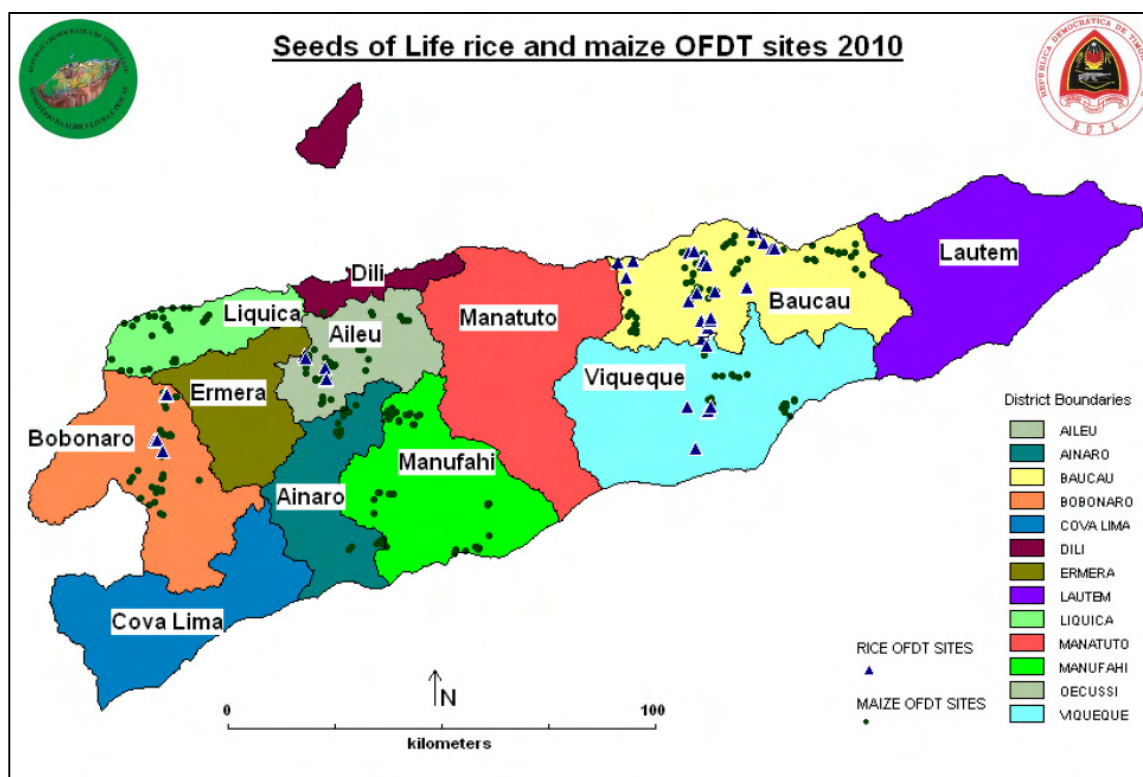 Seeds of Life rice and maize OFDT sites 2010
Dili
Lautem
Liquica
Aileu
Manatuto
Baucau
Ermera
Viqueque
Bobonaro
Manufahi
Ainaro
Cova Lima
N
0
100
kilometers
RICE OFDT SITES
MAIZE OFDT SITES
District Boundaries
AILEU
AINARO
BAUCAU
BOBONARO
COVA LIMA
DILI
ERMERA
LAUTEM
LIQUICA
MANATUTO
MANUFAHI
OECUSSI
VIQUEQUE
RDTL